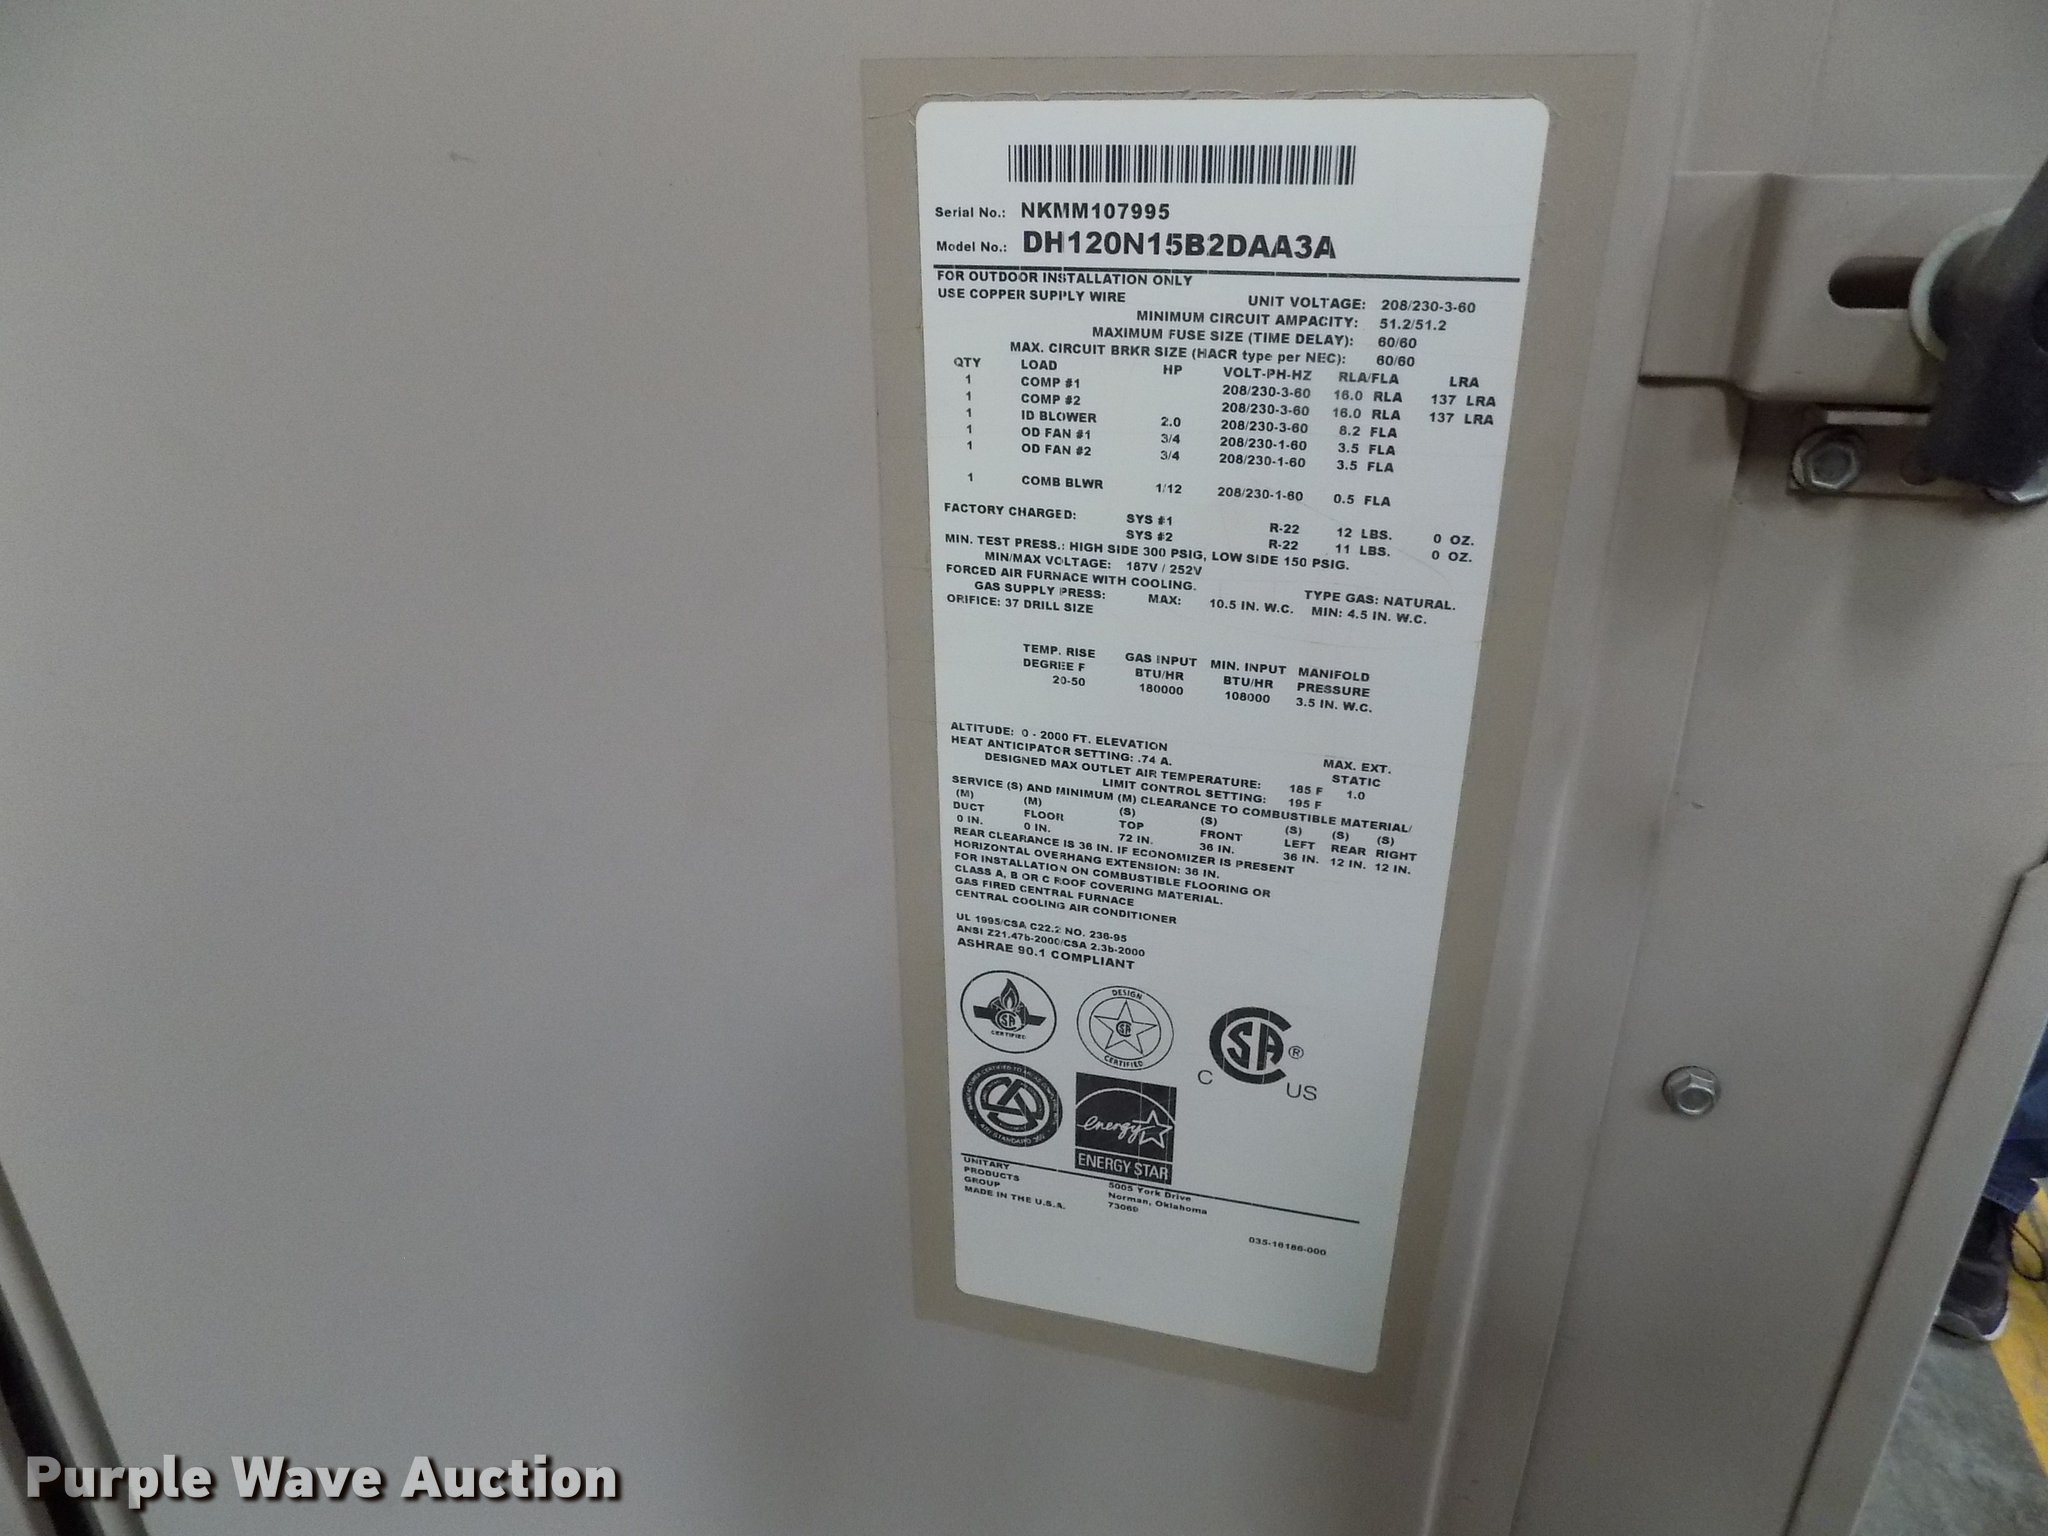 Serial No.: NKMM107995
Model No.: DH120N15B2DAA3A
FOR OUTDOOR INSTALLATION ONLY
USE COPPER SUPPLY WIRE
UNIT VOLTAGE: 208/230-3-60
MINIMUM CIRCUIT AMPACITY: 51.2/51.2
MAXIMUM FUSE SIZE (TIME DELAY): 60/60
MAX. CIRCUIT BRKR SIZE (HACR type per NEC): 60/60
QTY LOAD HP VOLT-PH-HZ RLA/FLA LRA
1 COMP #1 208/230-3-60 16.0 RLA 137 LRA
1 COMP #2 208/230-3-60 16.0 RLA 137 LRA
1 ID BLOWER 2.0 208/230-3-60 8.2 FLA
1 OD FAN #1 3/4 208/230-1-60 3.5 FLA
1 OD FAN #2 3/4 208/230-1-60 3.5 FLA
1 COMB BLWR 1/12 208/230-1-60 0.5 FLA
FACTORY CHARGED: SYS #1 R-22 12 LBS. 0 OZ.
SYS #2 R-22 11 LBS. 0 OZ.
MIN. TEST PRESS.: HIGH SIDE 300 PSIG, LOW SIDE 150 PSIG.
MIN/MAX VOLTAGE: 187V / 252V
FORCED AIR FURNACE WITH COOLING. TYPE GAS: NATURAL.
GAS SUPPLY PRESS: MAX: 10.5 IN. W.C. MIN: 4.5 IN. W.C.
ORIFICE: 37 DRILL SIZE
TEMP. RISE GAS INPUT MIN. INPUT MANIFOLD
DEGREE F BTU/HR BTU/HR PRESSURE
20-50 180000 108000 3.5 IN. W.C.
ALTITUDE: 0 - 2000 FT. ELEVATION
HEAT ANTICIPATOR SETTING: .74 A. MAX. EXT.
DESIGNED MAX OUTLET AIR TEMPERATURE: 185 F STATIC
LIMIT CONTROL SETTING: 195 F 1.0
SERVICE (S) AND MINIMUM (M) CLEARANCE TO COMBUSTIBLE MATERIAL/
(M) (M) (S) (S) (S) (S) (S)
DUCT FLOOR TOP FRONT LEFT REAR RIGHT
0 IN. 0 IN. 72 IN. 36 IN. 36 IN. 12 IN. 12 IN.
REAR CLEARANCE IS 36 IN. IF ECONOMIZER IS PRESENT
HORIZONTAL OVERHANG EXTENSION: 36 IN.
FOR INSTALLATION ON COMBUSTIBLE FLOORING OR
CLASS A, B OR C ROOF COVERING MATERIAL.
GAS FIRED CENTRAL FURNACE
CENTRAL COOLING AIR CONDITIONER
UL 1995/CSA C22.2 NO. 236-95
ANSI Z21.47b-2000/CSA 2.3b-2000
ASHRAE 90.1 COMPLIANT
SA CERTIFIED
DESIGN SA CERTIFIED
CSA ®
C US
ARI STANDARD
energy
ENERGY STAR
UNITARY
PRODUCTS
GROUP
MADE IN THE U.S.A.
5005 York Drive
Norman, Oklahoma
73069
035-16186-000
Purple Wave Auction